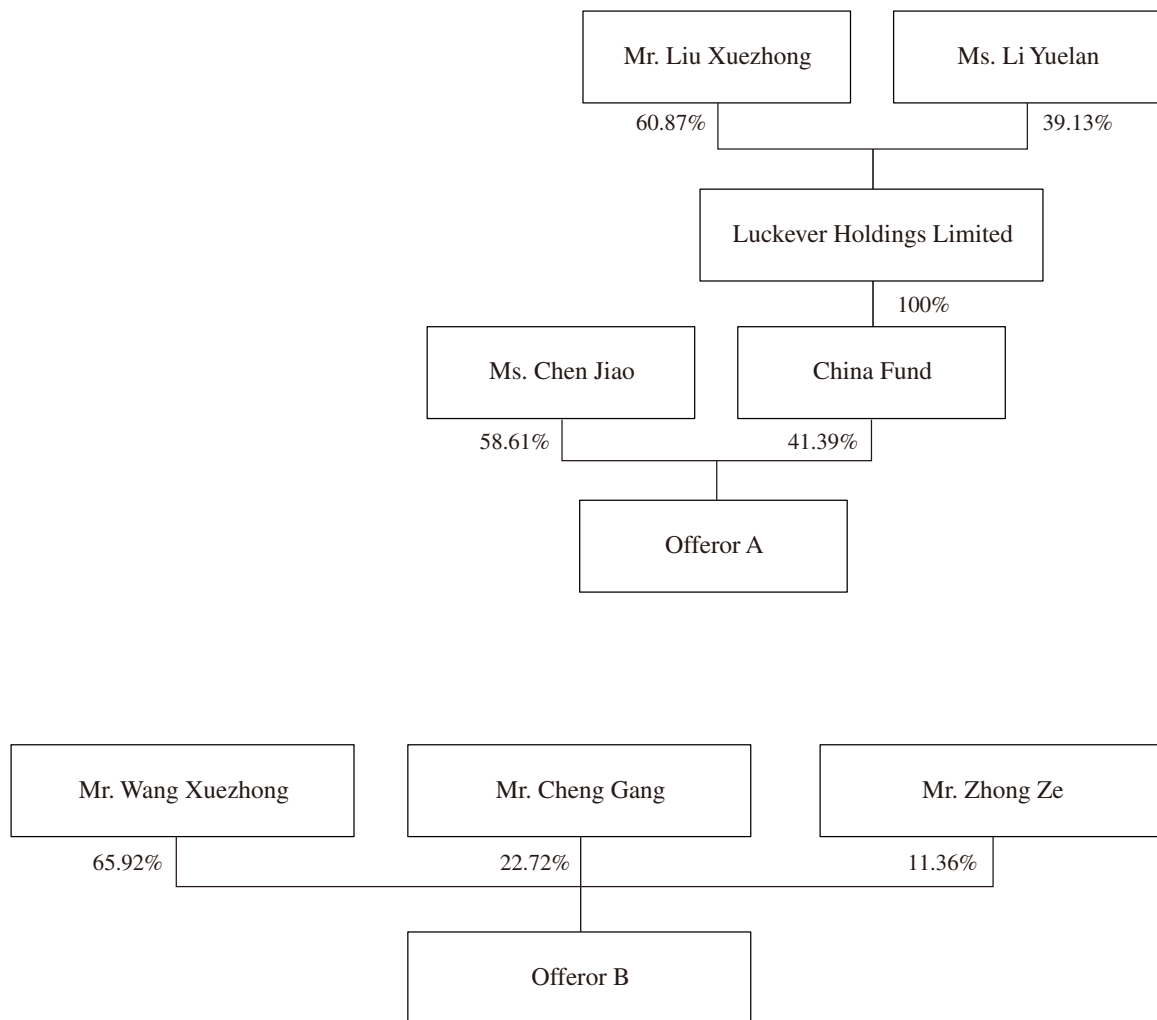 Mr. Liu Xuezhong
Ms. Li Yuelan
60.87%
39.13%
Luckever Holdings Limited
100%
Ms. Chen Jiao
China Fund
58.61%
41.39%
Offeror A
Mr. Wang Xuezhong
Mr. Cheng Gang
Mr. Zhong Ze
65.92%
22.72%
11.36%
Offeror B